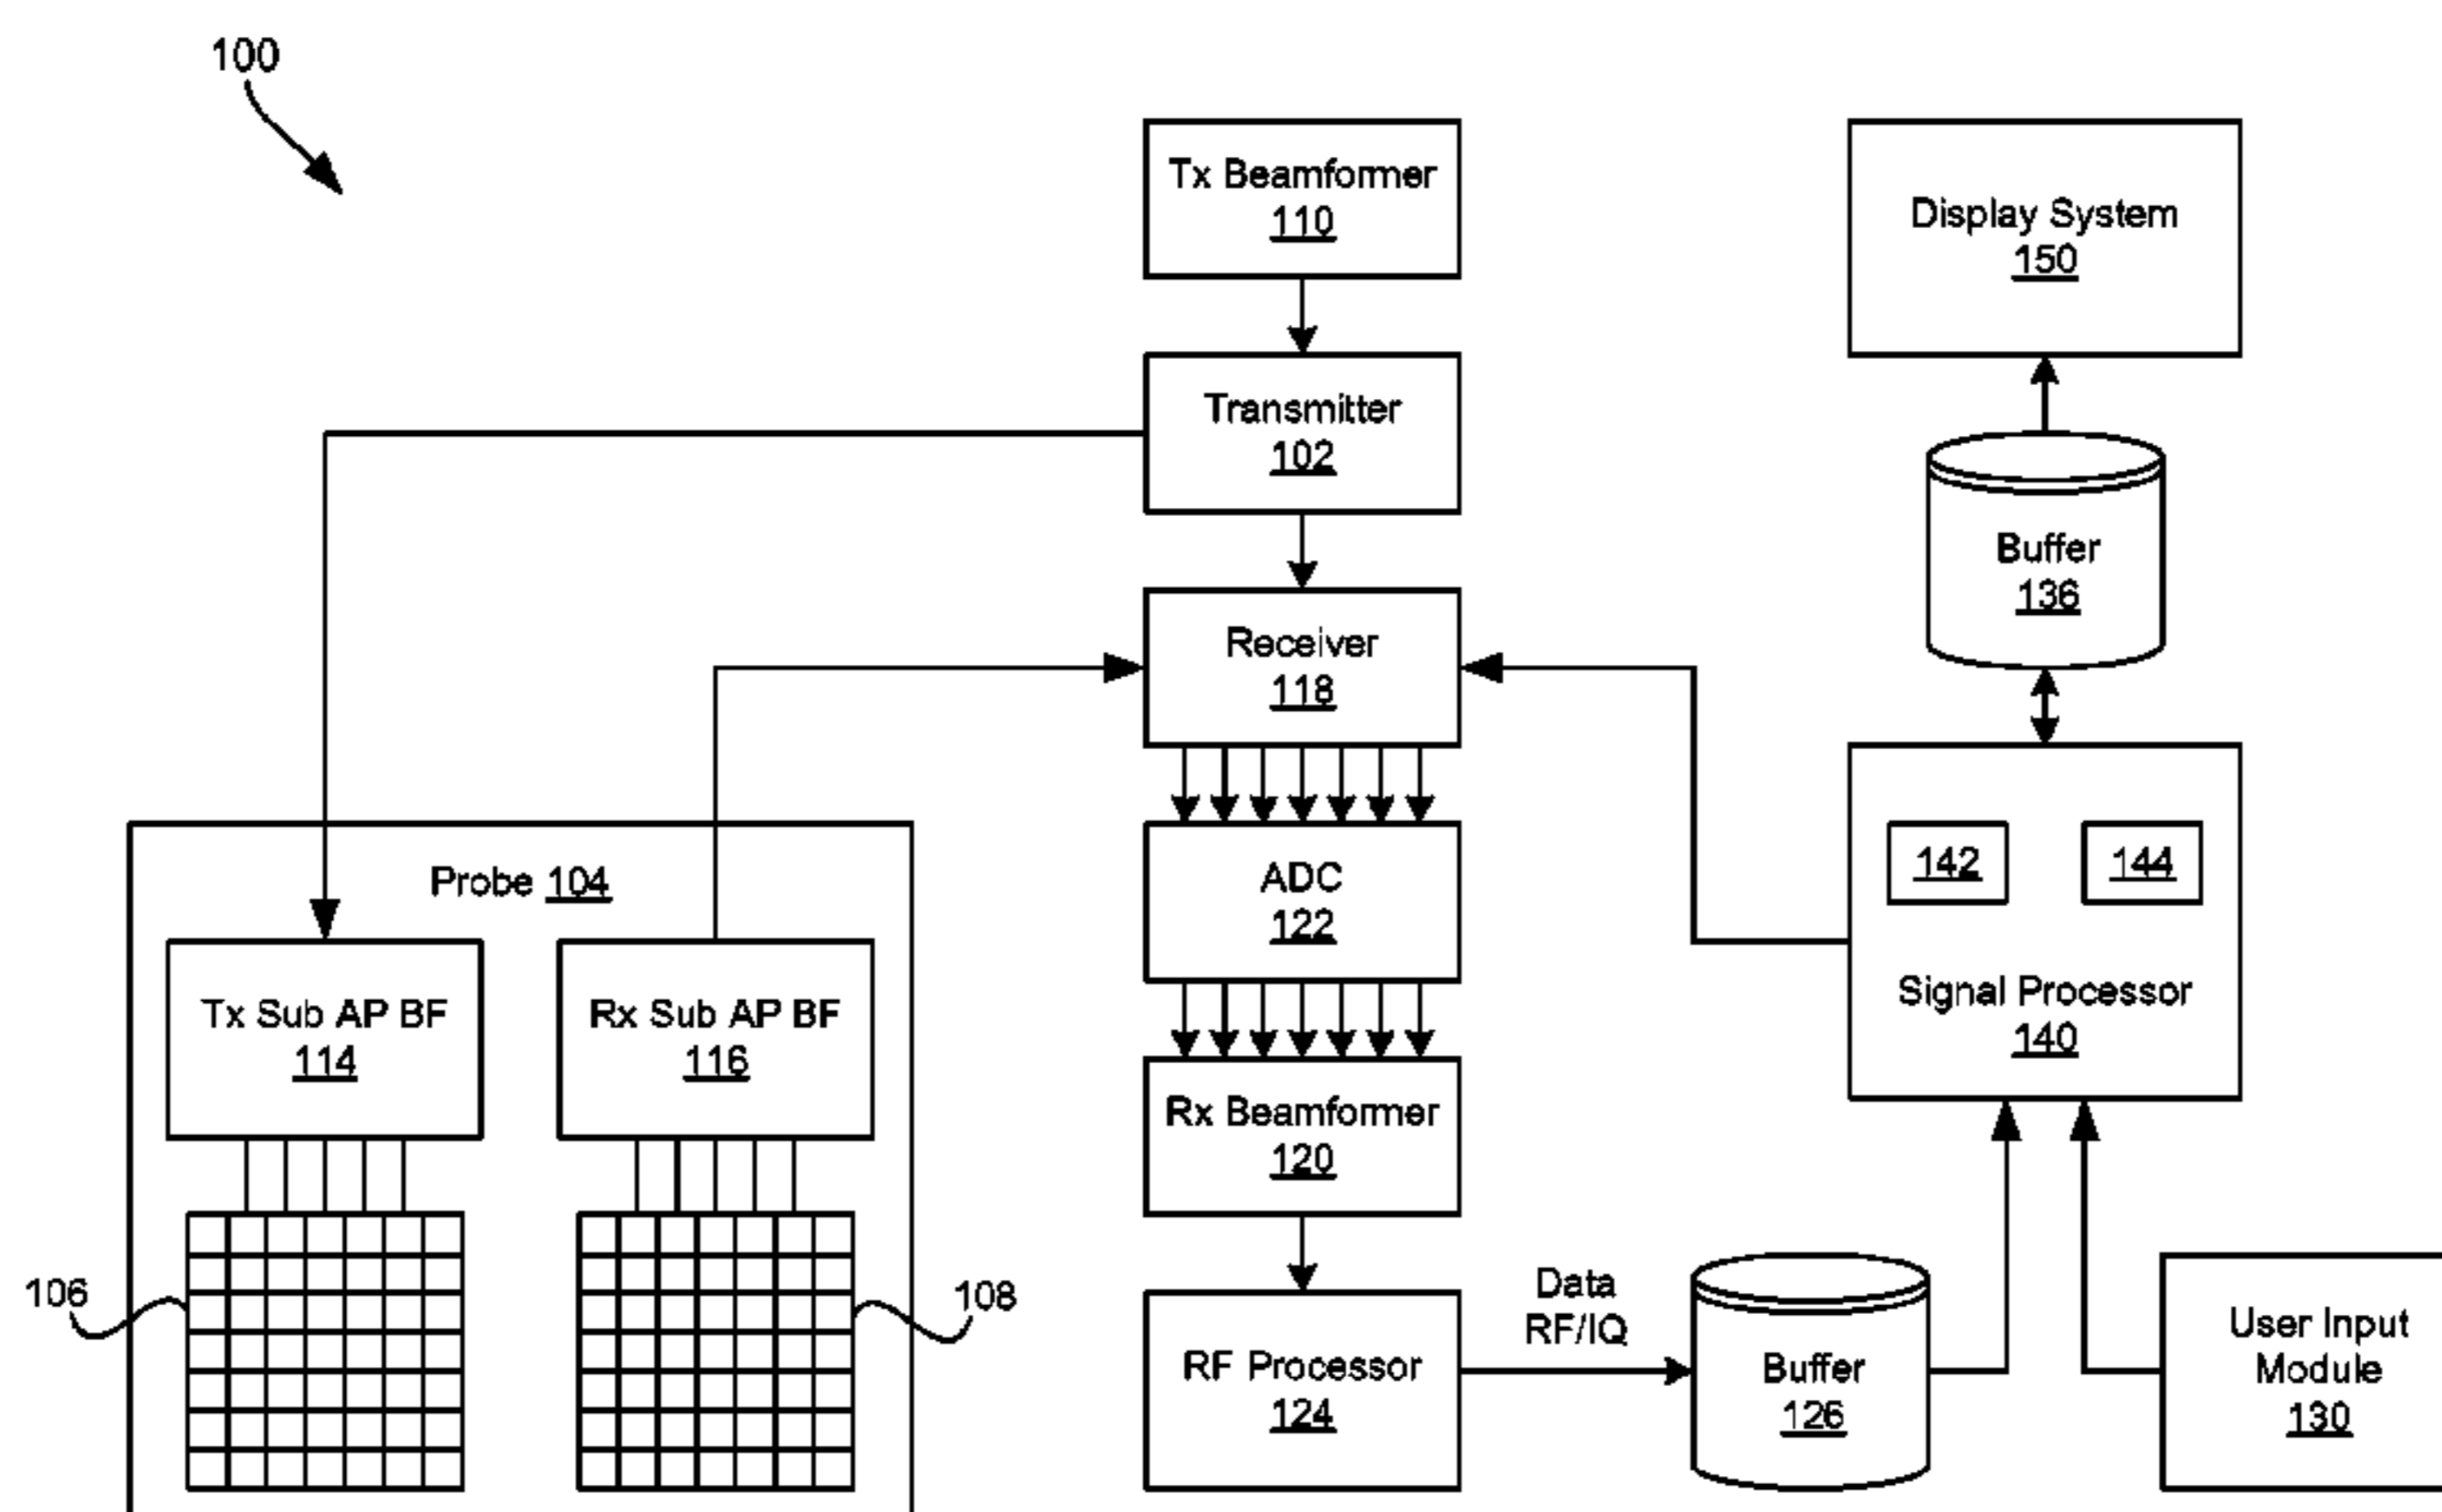 100
Tx Beamformer
110
Display System
150
Transmitter
102
Buffer
136
Receiver
118
142
144
Signal Processor
140
Probe 104
ADC
122
Tx Sub AP BF
114
Rx Sub AP BF
116
Rx Beamformer
120
106
108
RF Processor
124
Data
RF/IQ
Buffer
126
User Input
Module
130